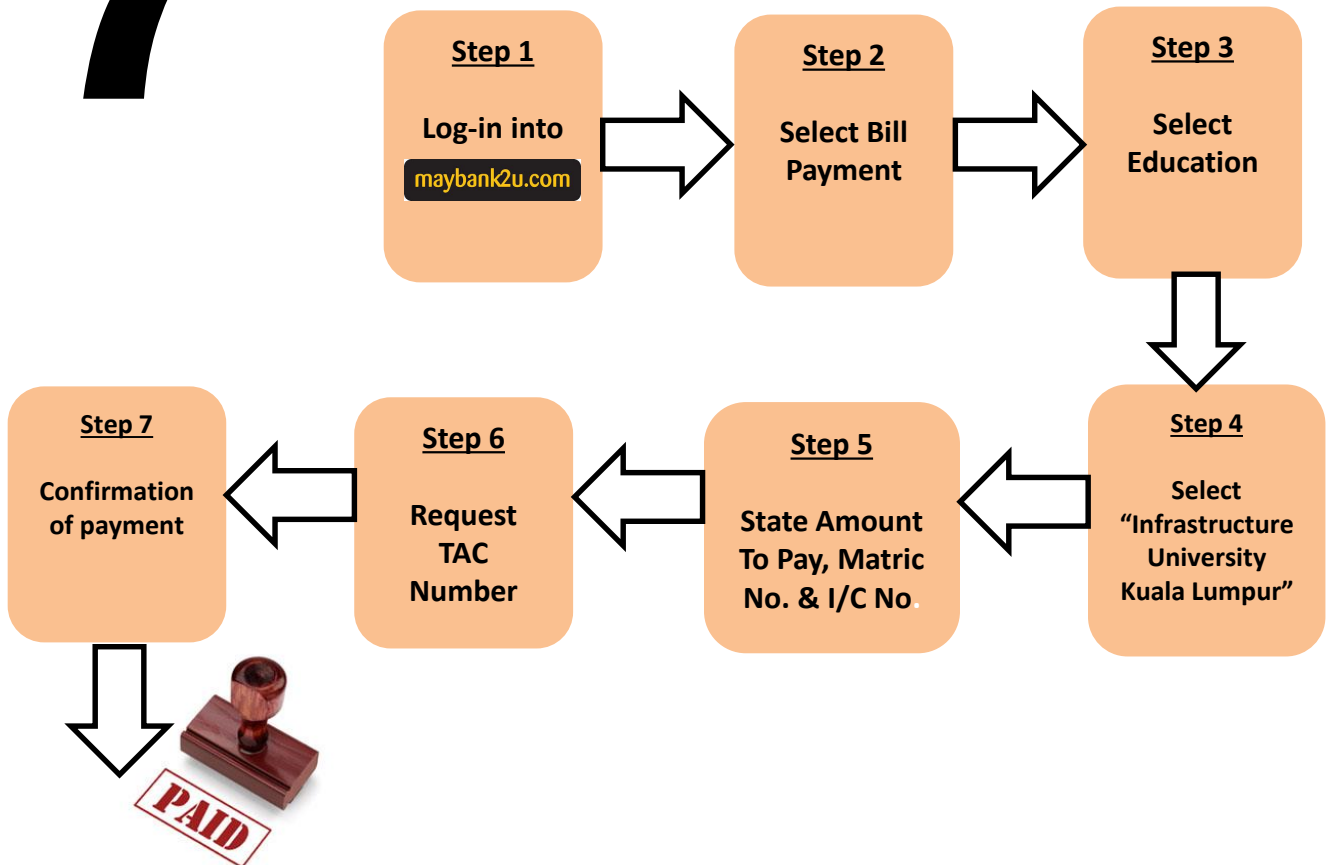 Step 1
Log-in into
maybank2u.com
Step 2
Select Bill
Payment
Step 3
Select
Education
Step 4
Select
“Infrastructure
University
Kuala Lumpur”
Step 5
State Amount
To Pay, Matric
No. & I/C No.
Step 6
Request
TAC
Number
Step 7
Confirmation
of payment
PAID